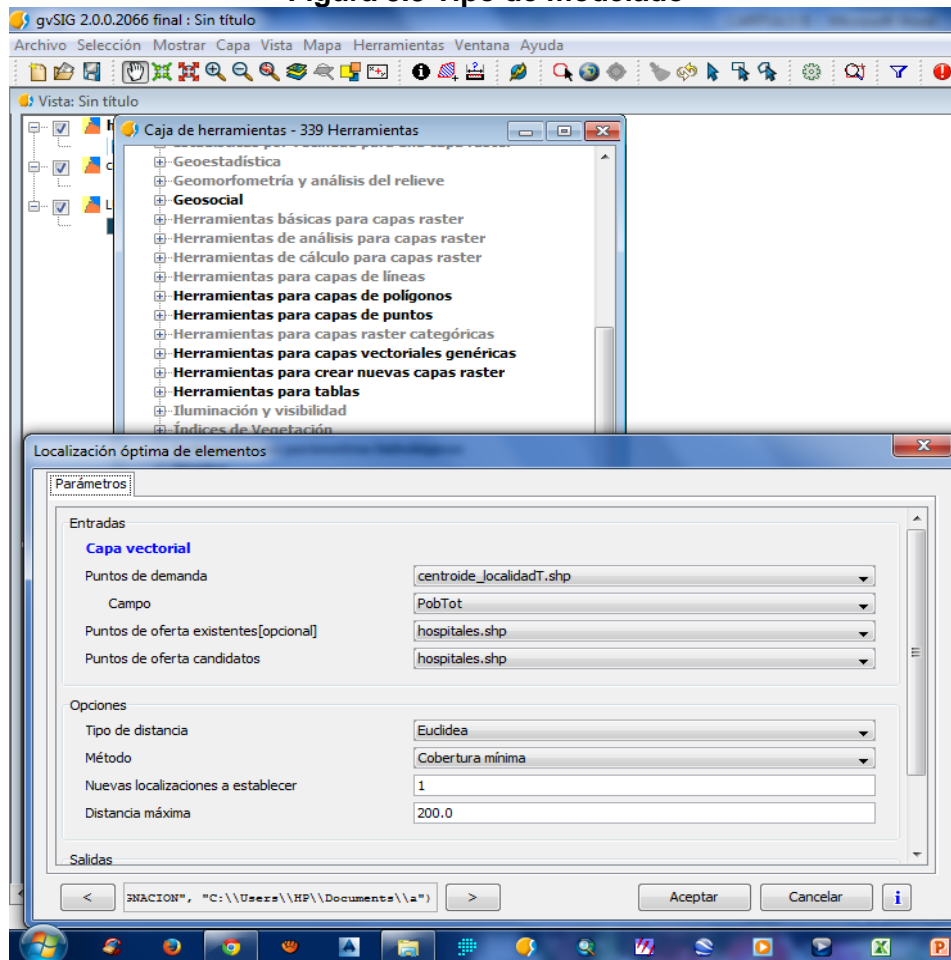 gvSIG 2.0.0.2066 final : Sin título
Archivo Selección Mostrar Capa Vista Mapa Herramientas Ventana Ayuda
Vista: Sin título
Caja de herramientas - 339 Herramientas
Geoestadística
Geomorfometría y análisis del relieve
Geosocial
Herramientas básicas para capas raster
Herramientas de análisis para capas raster
Herramientas de cálculo para capas raster
Herramientas para capas de líneas
Herramientas para capas de polígonos
Herramientas para capas de puntos
Herramientas para capas raster categóricas
Herramientas para capas vectoriales genéricas
Herramientas para crear nuevas capas raster
Herramientas para tablas
Iluminación y visibilidad
Índices de Vegetación
Localización óptima de elementos
Parámetros
Entradas
Capa vectorial
Puntos de demanda centroide_localidadT.shp
Campo PobTot
Puntos de oferta existentes[opcional] hospitales.shp
Puntos de oferta candidatos hospitales.shp
Opciones
Tipo de distancia Euclidea
Método Cobertura mínima
Nuevas localizaciones a establecer 1
Distancia máxima 200.0
Salidas
< GNACION", "C:\\Users\\HP\\Documents\\a") > Aceptar Cancelar i